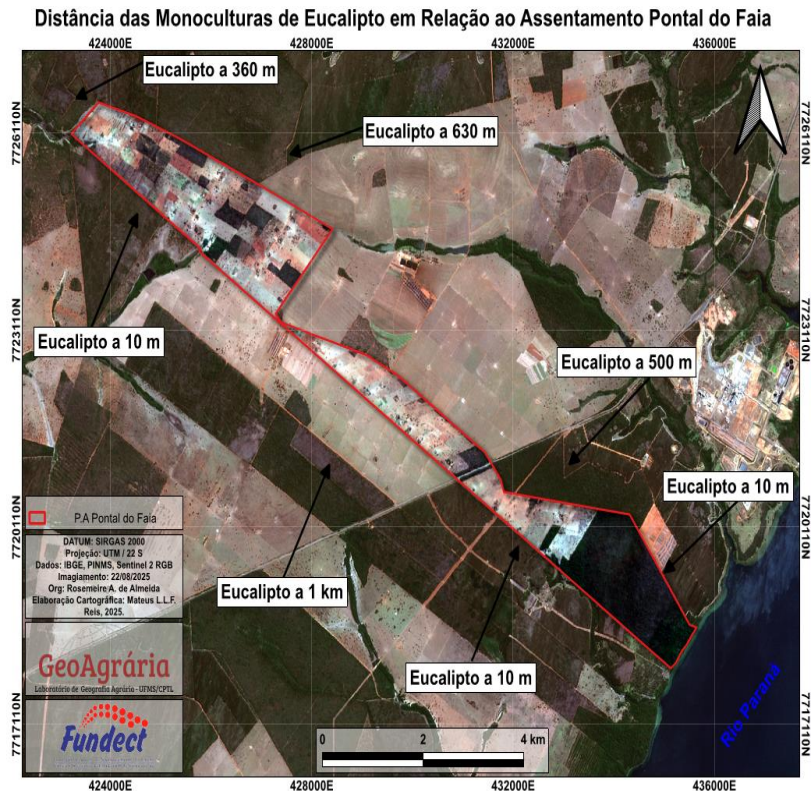 Distância das Monoculturas de Eucalipto em Relação ao Assentamento Pontal do Faia
424000E 428000E 432000E 436000E
Eucalipto a 360 m
Eucalipto a 630 m
7726110N 7726110N
Eucalipto a 10 m
7723110N 7723110N
Eucalipto a 500 m
Eucalipto a 10 m
7720110N 7720110N
P.A Pontal do Faia
DATUM: SIRGAS 2000
Projeção: UTM / 22 S
Dados: IBGE, PINMS, Sentinel 2 RGB
Imagiamento: 22/08/2025
Org: Rosemeire A. de Almeida
Elaboração Cartográfica: Mateus L.L.F.
Reis, 2025.
Eucalipto a 1 km
Eucalipto a 10 m
GeoAgrária
Laboratório de Geografia Agrária - UFMS/CPTL
Fundect
Rio Paraná
7717110N 7717110N
0 2 4 km
424000E 428000E 432000E 436000E